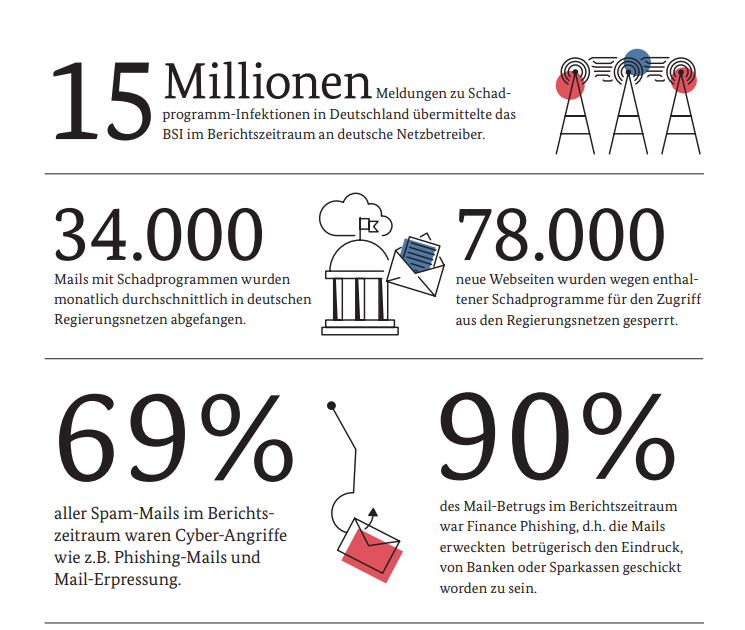 15 Millionen Meldungen zu Schad-
programm-Infektionen in Deutschland übermittelte das
BSI im Berichtszeitraum an deutsche Netzbetreiber.
34.000
Mails mit Schadprogrammen wurden
monatlich durchschnittlich in deutschen
Regierungsnetzen abgefangen.
78.000
neue Webseiten wurden wegen enthal-
tener Schadprogramme für den Zugriff
aus den Regierungsnetzen gesperrt.
69%
aller Spam-Mails im Berichts-
zeitraum waren Cyber-Angriffe
wie z.B. Phishing-Mails und
Mail-Erpressung.
90%
des Mail-Betrugs im Berichtszeitraum
war Finance Phishing, d.h. die Mails
erweckten betrügerisch den Eindruck,
von Banken oder Sparkassen geschickt
worden zu sein.